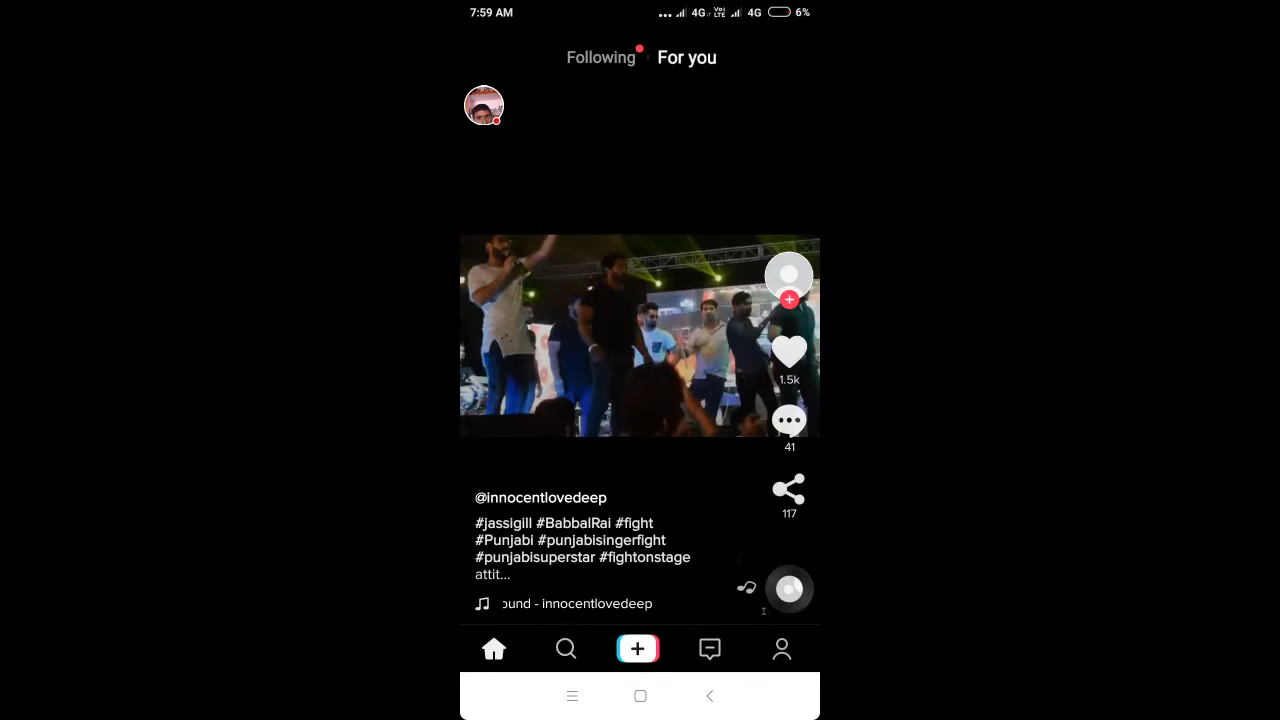 7:59 AM
4G VoLTE 4G 6%
Following For you
1.5k
41
@innocentlovedeep
117
#jassigill #BabbalRai #fight
#Punjabi #punjabisingerfight
#punjabisuperstar #fightonstage
attit...
ound - innocentlovedeep